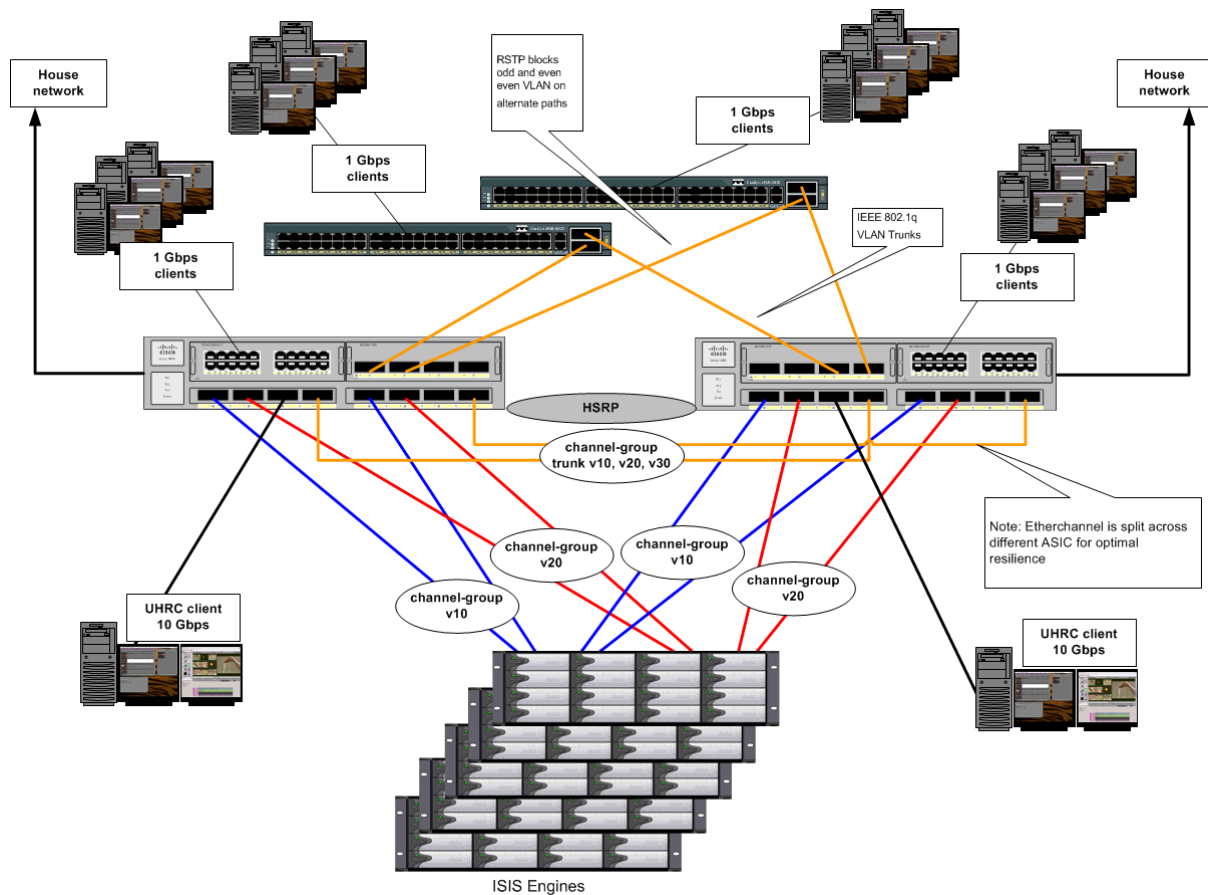 House
network
RSTP blocks
odd and even
even VLAN on
alternate paths
1 Gbps
clients
House
network
1 Gbps
clients
IEEE 802.1q
VLAN Trunks
1 Gbps
clients
1 Gbps
clients
CISCO
CISCO
HSRP
channel-group
trunk v10, v20, v30
Note: Etherchannel is split across
different ASIC for optimal
resilience
channel-group
v20
channel-group
v10
channel-group
v20
channel-group
v10
UHRC client
10 Gbps
UHRC client
10 Gbps
ISIS Engines